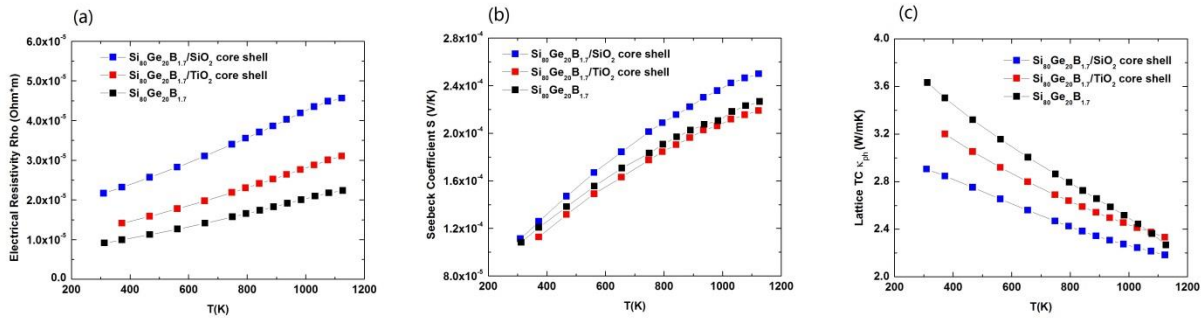 (a)
6.0x10⁻⁵
5.0x10⁻⁵
4.0x10⁻⁵
3.0x10⁻⁵
2.0x10⁻⁵
1.0x10⁻⁵
0.0
Electrical Resistivity Rho (Ohm*m)
Si₈₀Ge₂₀B₁.₇/SiO₂ core shell
Si₈₀Ge₂₀B₁.₇/TiO₂ core shell
Si₈₀Ge₂₀B₁.₇
200 400 600 800 1000 1200
T(K)
(b)
2.8x10⁻⁴
2.4x10⁻⁴
2.0x10⁻⁴
1.6x10⁻⁴
1.2x10⁻⁴
8.0x10⁻⁵
Seebeck Coefficient S (V/K)
Si₈₀Ge₂₀B₁.₇/SiO₂ core shell
Si₈₀Ge₂₀B₁.₇/TiO₂ core shell
Si₈₀Ge₂₀B₁.₇
200 400 600 800 1000 1200
T(K)
(c)
4.0
3.6
3.2
2.8
2.4
2.0
Lattice TC κₚₕ (W/mK)
Si₈₀Ge₂₀B₁.₇/SiO₂ core shell
Si₈₀Ge₂₀B₁.₇/TiO₂ core shell
Si₈₀Ge₂₀B₁.₇
200 400 600 800 1000 1200
T(K)